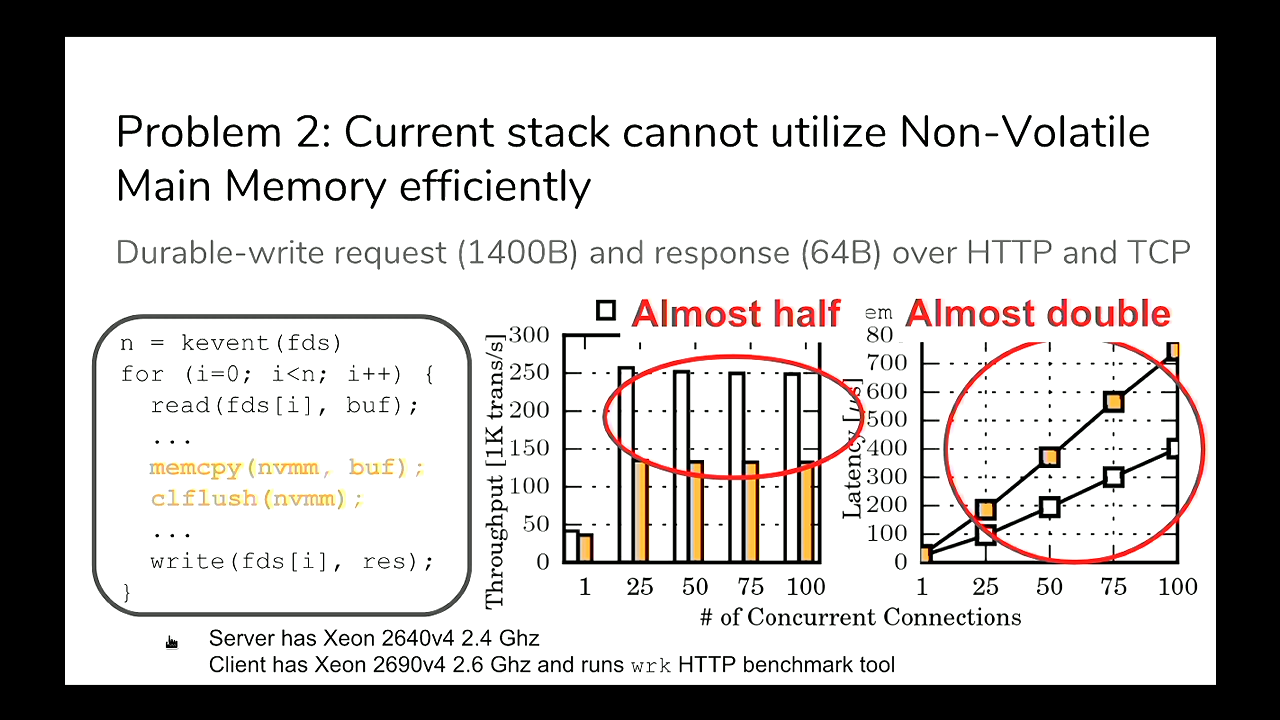 Problem 2: Current stack cannot utilize Non-Volatile
Main Memory efficiently
Durable-write request (1400B) and response (64B) over HTTP and TCP
n = kevent(fds)
for (i=0; i<n; i++) {
read(fds[i], buf);
...
memcpy(nvmm, buf);
clflush(nvmm);
...
write(fds[i], res);
}
Almost half
em
Almost double
Throughput [1K trans/s]
300
250
200
150
100
50
0
1 25 50 75 100
Latency [µs]
80
700
600
500
400
300
200
100
0
1 25 50 75 100
# of Concurrent Connections
Server has Xeon 2640v4 2.4 Ghz
Client has Xeon 2690v4 2.6 Ghz and runs wrk HTTP benchmark tool